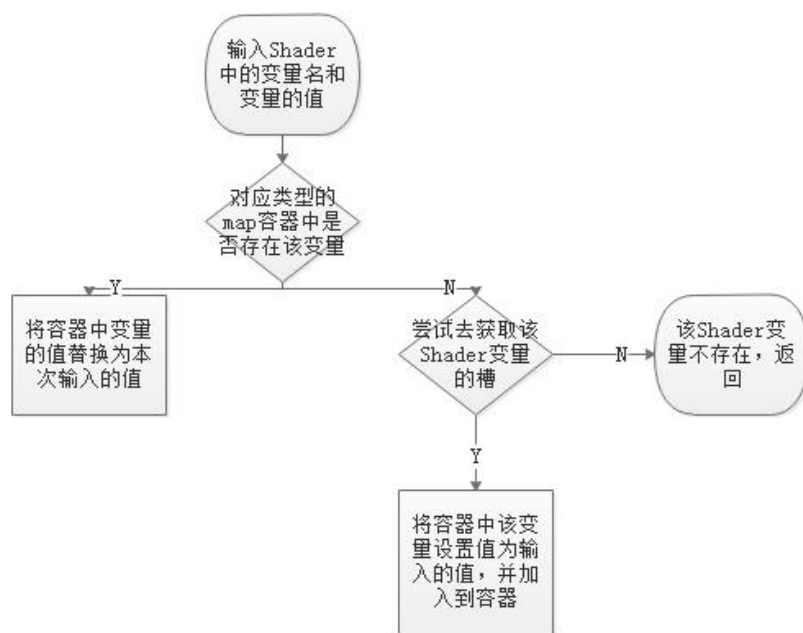 输入Shader
中的变量名和
变量的值
对应类型的
map容器中是
否存在该变量
Y
N
将容器中变量
的值替换为本
次输入的值
尝试去获取该
Shader变量
的槽
N
该Shader变
量不存在，返
回
Y
将容器中该变
量设置值为输
入的值，并加
入到容器